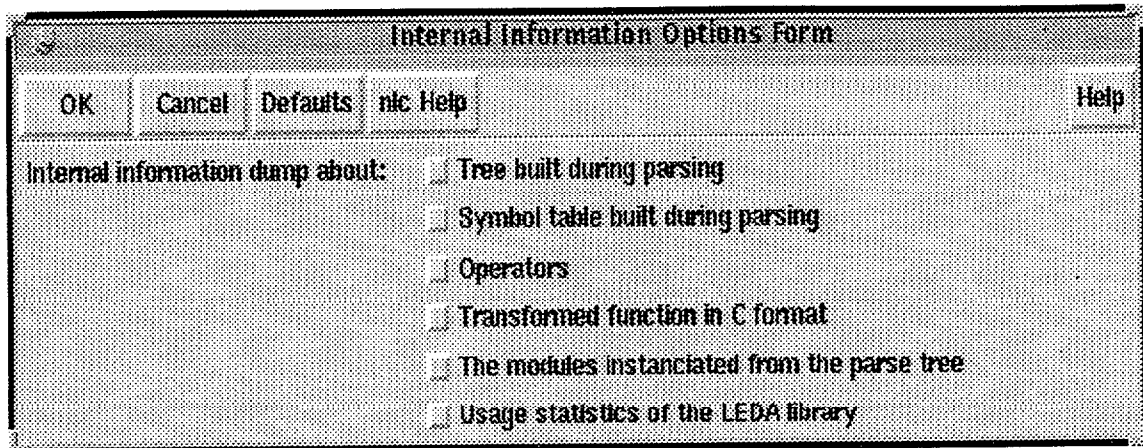 Internal Information Options Form
OK Cancel Defaults nlc Help Help
Internal information dump about: Tree built during parsing
Symbol table built during parsing
Operators
Transformed function in C format
The modules instanciated from the parse tree
Usage statistics of the LEDA library